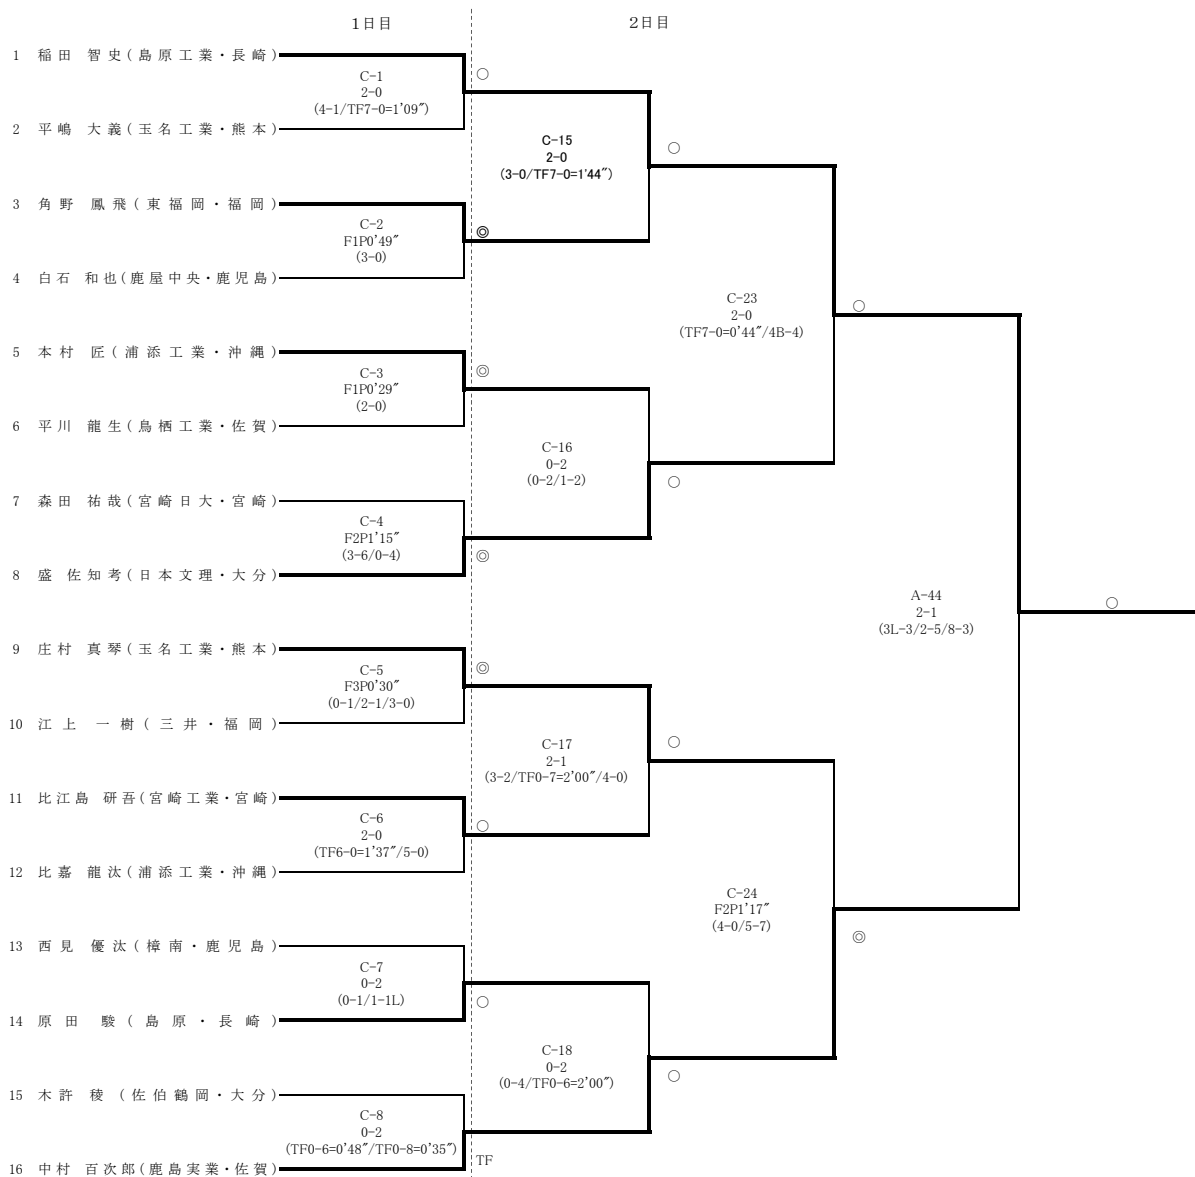 1日目
2日目
1 稲田 智史(島原工業・長崎)
○
C-1
2-0
(4-1/TF7-0=1'09")
2 平嶋 大義(玉名工業・熊本)
C-15
2-0
(3-0/TF7-0=1'44")
○
3 角野 鳳飛(東福岡・福岡)
C-2
F1P0'49"
(3-0)
◎
4 白石 和也(鹿屋中央・鹿児島)
C-23
2-0
(TF7-0=0'44"/4B-4)
○
5 本村 匠(浦添工業・沖縄)
C-3
F1P0'29"
(2-0)
◎
6 平川 龍生(鳥栖工業・佐賀)
C-16
0-2
(0-2/1-2)
○
7 森田 祐哉(宮崎日大・宮崎)
C-4
F2P1'15"
(3-6/0-4)
◎
8 盛 佐知考(日本文理・大分)
A-44
2-1
(3L-3/2-5/8-3)
○
9 庄村 真琴(玉名工業・熊本)
C-5
F3P0'30"
(0-1/2-1/3-0)
◎
10 江上 一樹(三井・福岡)
C-17
2-1
(3-2/TF0-7=2'00"/4-0)
○
11 比江島 研吾(宮崎工業・宮崎)
C-6
2-0
(TF6-0=1'37"/5-0)
○
12 比嘉 龍汰(浦添工業・沖縄)
C-24
F2P1'17"
(4-0/5-7)
◎
13 西見 優汰(樟南・鹿児島)
C-7
0-2
(0-1/1-1L)
○
14 原田 駿(島原・長崎)
C-18
0-2
(0-4/TF0-6=2'00")
○
15 木許 稜(佐伯鶴岡・大分)
C-8
0-2
(TF0-6=0'48"/TF0-8=0'35")
TF
16 中村 百次郎(鹿島実業・佐賀)